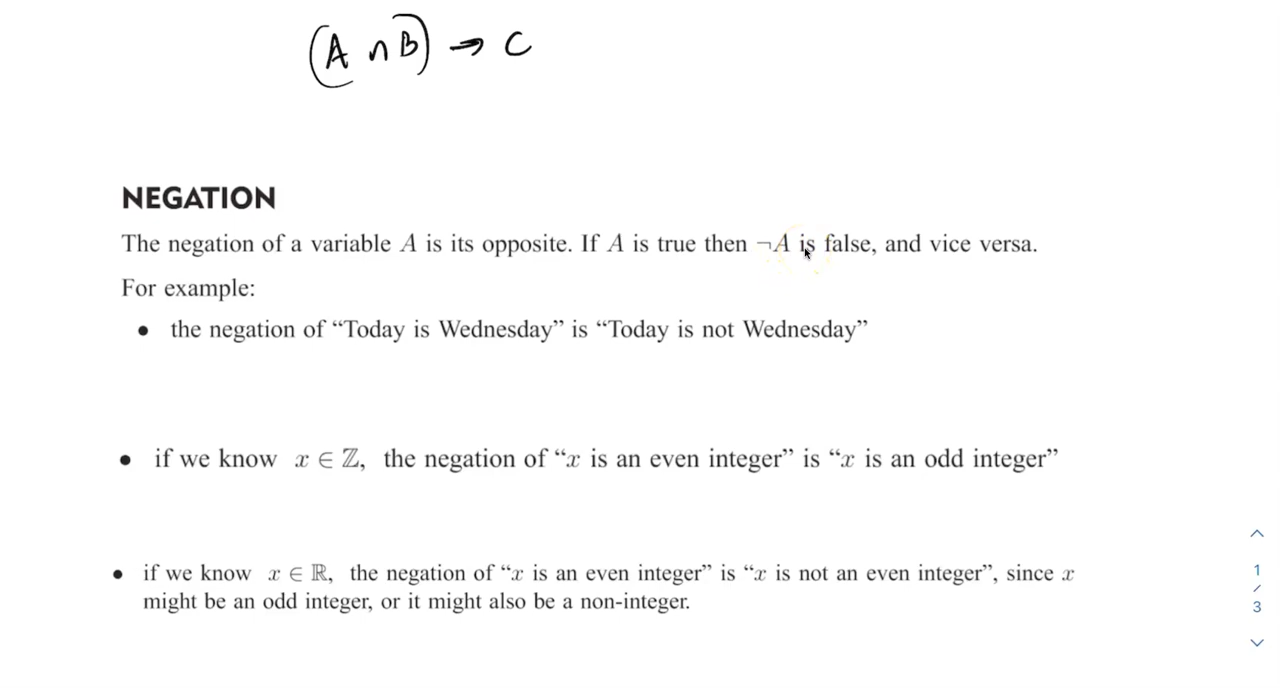 (A ∩ B) → C
NEGATION
The negation of a variable A is its opposite. If A is true then ¬A is false, and vice versa.
For example:
• the negation of “Today is Wednesday” is “Today is not Wednesday”
• if we know x ∈ ℤ, the negation of “x is an even integer” is “x is an odd integer”
• if we know x ∈ ℝ, the negation of “x is an even integer” is “x is not an even integer”, since x
might be an odd integer, or it might also be a non-integer.
1
/
3